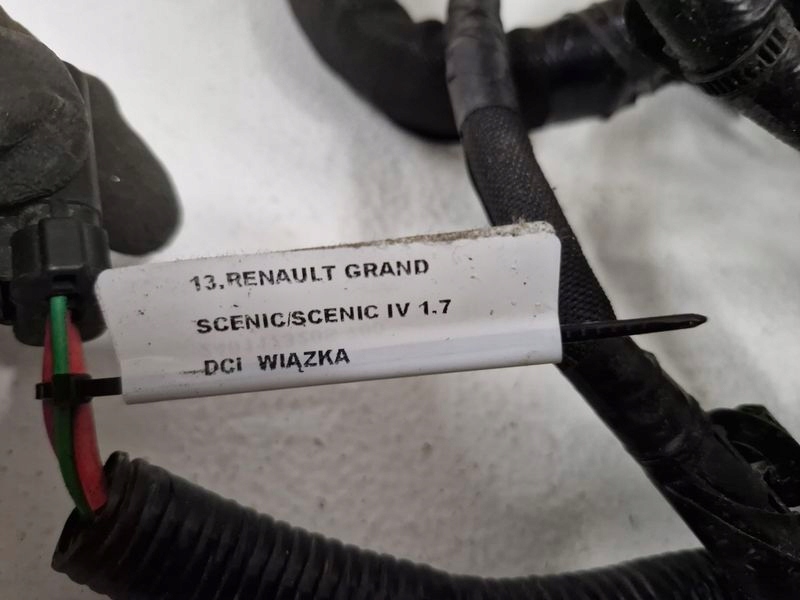 13.RENAULT GRAND
SCENIC/SCENIC IV 1.7
DCI WIĄZKA